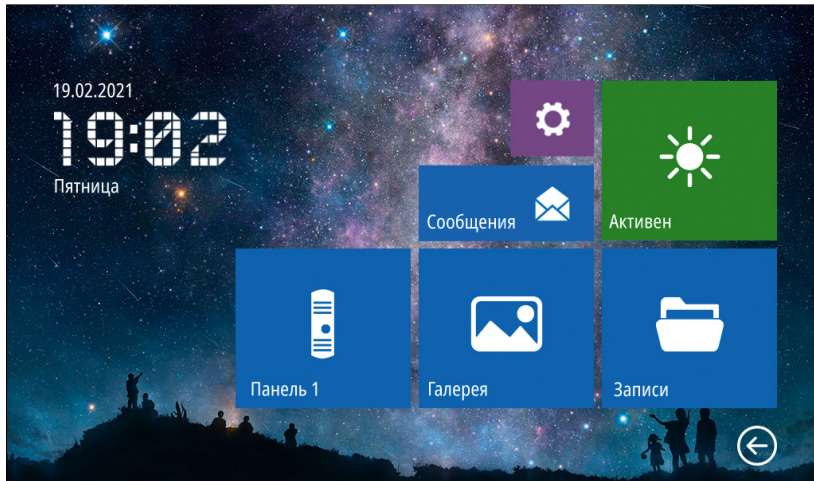 19.02.2021
19:02
Пятница
Сообщения
Активен
Панель 1
Галерея
Записи